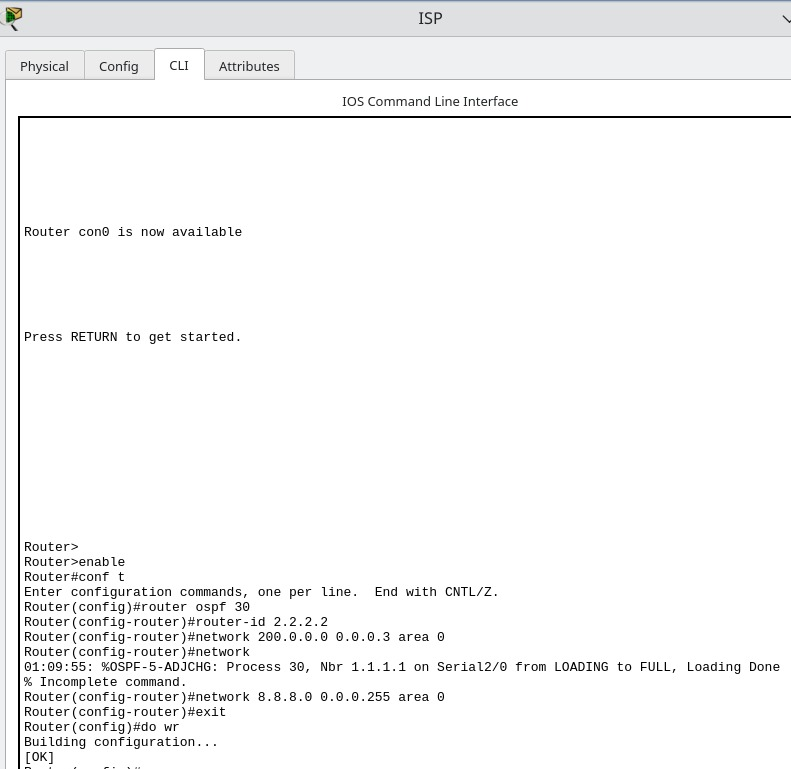 ISP
Physical Config CLI Attributes
IOS Command Line Interface
Router con0 is now available
Press RETURN to get started.
Router>
Router>enable
Router#conf t
Enter configuration commands, one per line.  End with CNTL/Z.
Router(config)#router ospf 30
Router(config-router)#router-id 2.2.2.2
Router(config-router)#network 200.0.0.0 0.0.0.3 area 0
Router(config-router)#network
01:09:55: %OSPF-5-ADJCHG: Process 30, Nbr 1.1.1.1 on Serial2/0 from LOADING to FULL, Loading Done
% Incomplete command.
Router(config-router)#network 8.8.8.0 0.0.0.255 area 0
Router(config-router)#exit
Router(config)#do wr
Building configuration...
[OK]